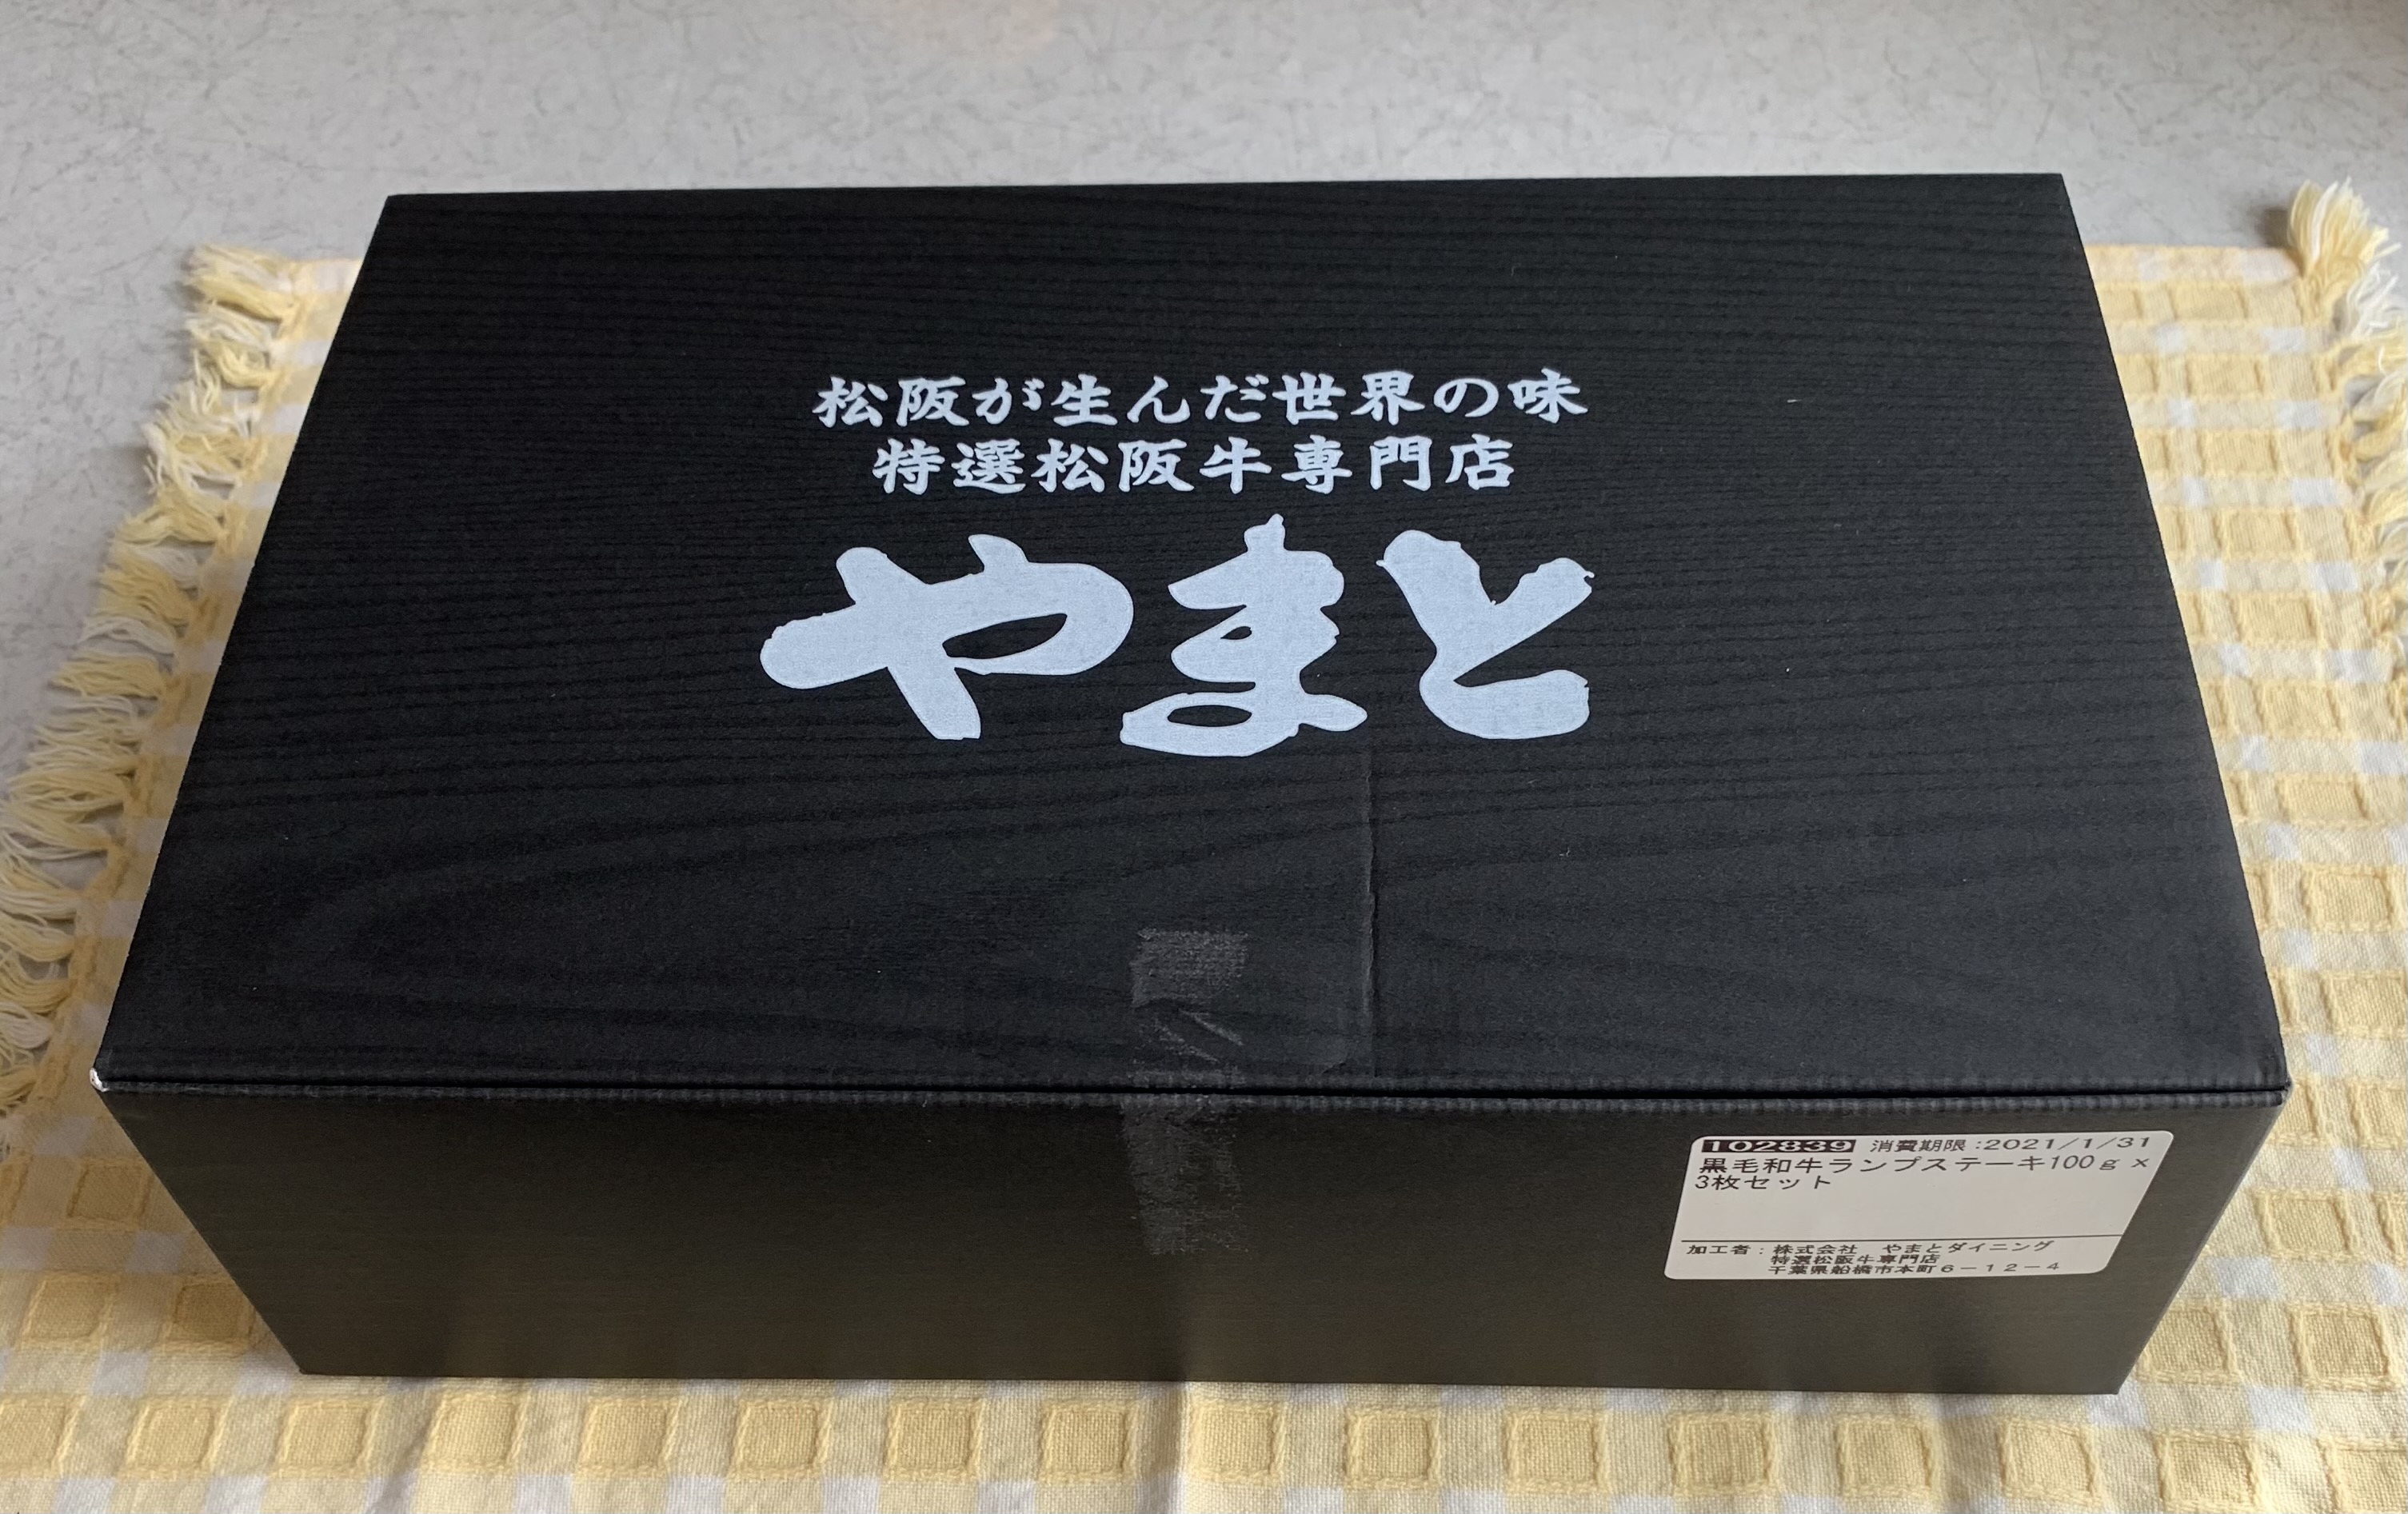 松阪が生んだ世界の味
特選松阪牛専門店
やまと
102839 消費期限:2021/1/31
黒毛和牛ランプステーキ100ｇ×
3枚セット
加工者:株式会社　やまとダイニング
特選松阪牛専門店
千葉県船橋市本町６－１２－４